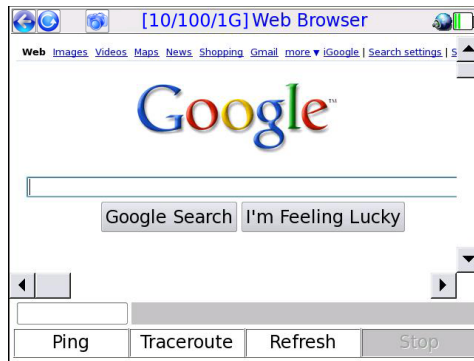 [10/100/1G] Web Browser
Web Images Videos Maps News Shopping Gmail more ▼ iGoogle | Search settings | S
Google™
Google Search I'm Feeling Lucky
Ping Traceroute Refresh Stop